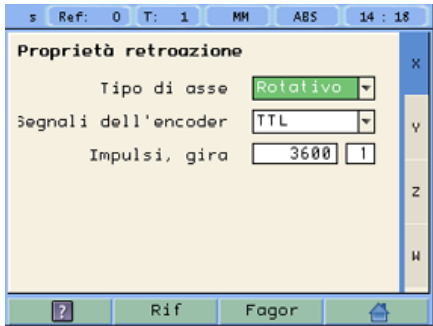 s Ref: 0 T: 1 MM ABS 14 : 18
Proprietà retroazione
Tipo di asse Rotativo
Segnali dell'encoder TTL
Impulsi, gira 3600 1
X
Y
Z
W
? Rif Fagor